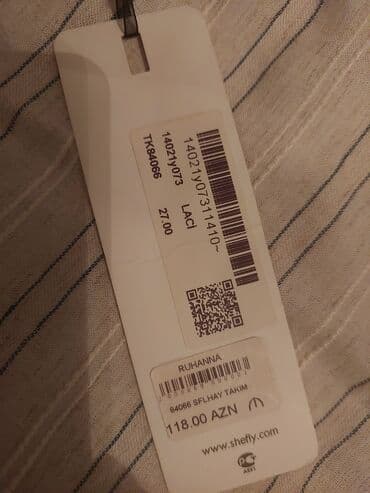 14021y07311410~
14021y073 LACİ
TK84066 27.00
RUHANNA
84066 SFLHAY TAKIM
118.00 AZN
www.shefly.com